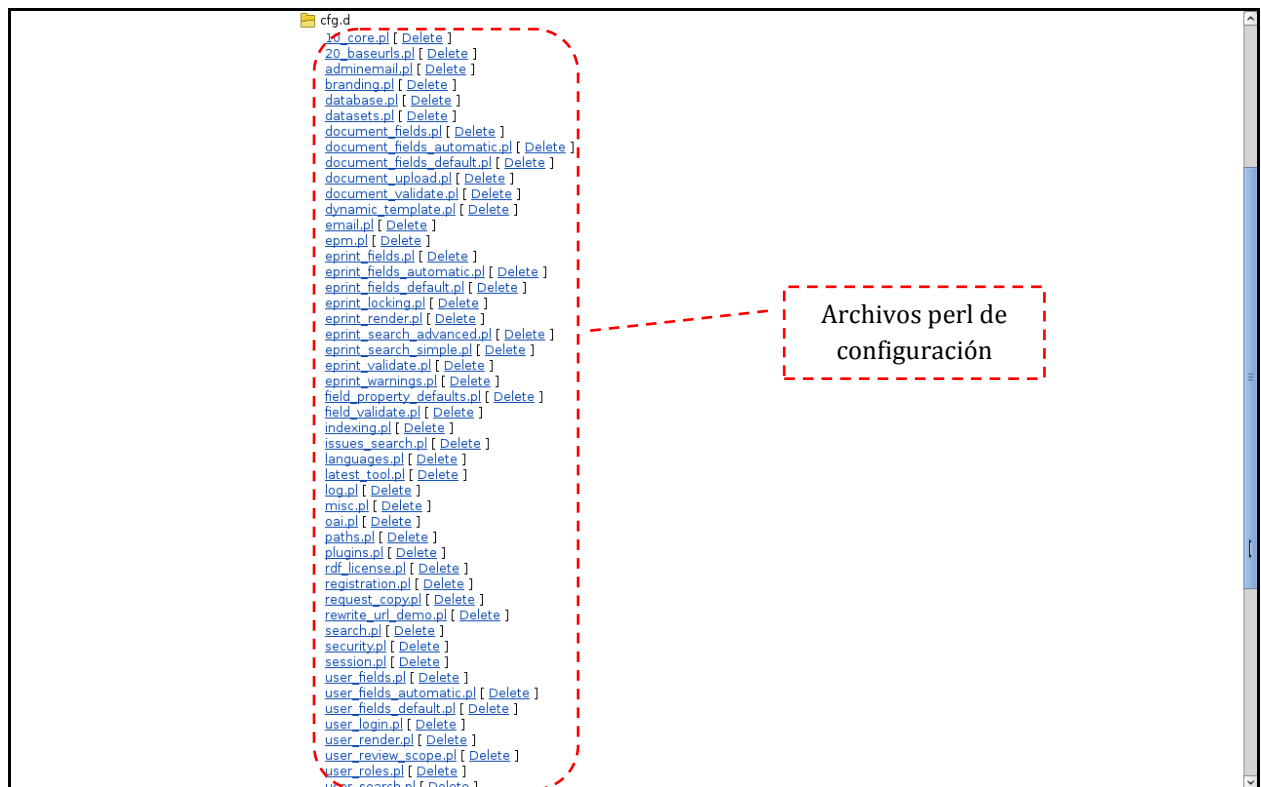 cfg.d
10_core.pl [ Delete ]
20_baseurls.pl [ Delete ]
adminemail.pl [ Delete ]
branding.pl [ Delete ]
database.pl [ Delete ]
datasets.pl [ Delete ]
document_fields.pl [ Delete ]
document_fields_automatic.pl [ Delete ]
document_fields_default.pl [ Delete ]
document_upload.pl [ Delete ]
document_validate.pl [ Delete ]
dynamic_template.pl [ Delete ]
email.pl [ Delete ]
epm.pl [ Delete ]
eprint_fields.pl [ Delete ]
eprint_fields_automatic.pl [ Delete ]
eprint_fields_default.pl [ Delete ]
eprint_locking.pl [ Delete ]
eprint_render.pl [ Delete ]
eprint_search_advanced.pl [ Delete ]
eprint_search_simple.pl [ Delete ]
eprint_validate.pl [ Delete ]
eprint_warnings.pl [ Delete ]
field_property_defaults.pl [ Delete ]
field_validate.pl [ Delete ]
indexing.pl [ Delete ]
issues_search.pl [ Delete ]
languages.pl [ Delete ]
latest_tool.pl [ Delete ]
log.pl [ Delete ]
misc.pl [ Delete ]
oai.pl [ Delete ]
paths.pl [ Delete ]
plugins.pl [ Delete ]
rdf_license.pl [ Delete ]
registration.pl [ Delete ]
request_copy.pl [ Delete ]
rewrite_url_demo.pl [ Delete ]
search.pl [ Delete ]
security.pl [ Delete ]
session.pl [ Delete ]
user_fields.pl [ Delete ]
user_fields_automatic.pl [ Delete ]
user_fields_default.pl [ Delete ]
user_login.pl [ Delete ]
user_render.pl [ Delete ]
user_review_scope.pl [ Delete ]
user_roles.pl [ Delete ]
user_search.pl [ Delete ]
Archivos perl de
configuración